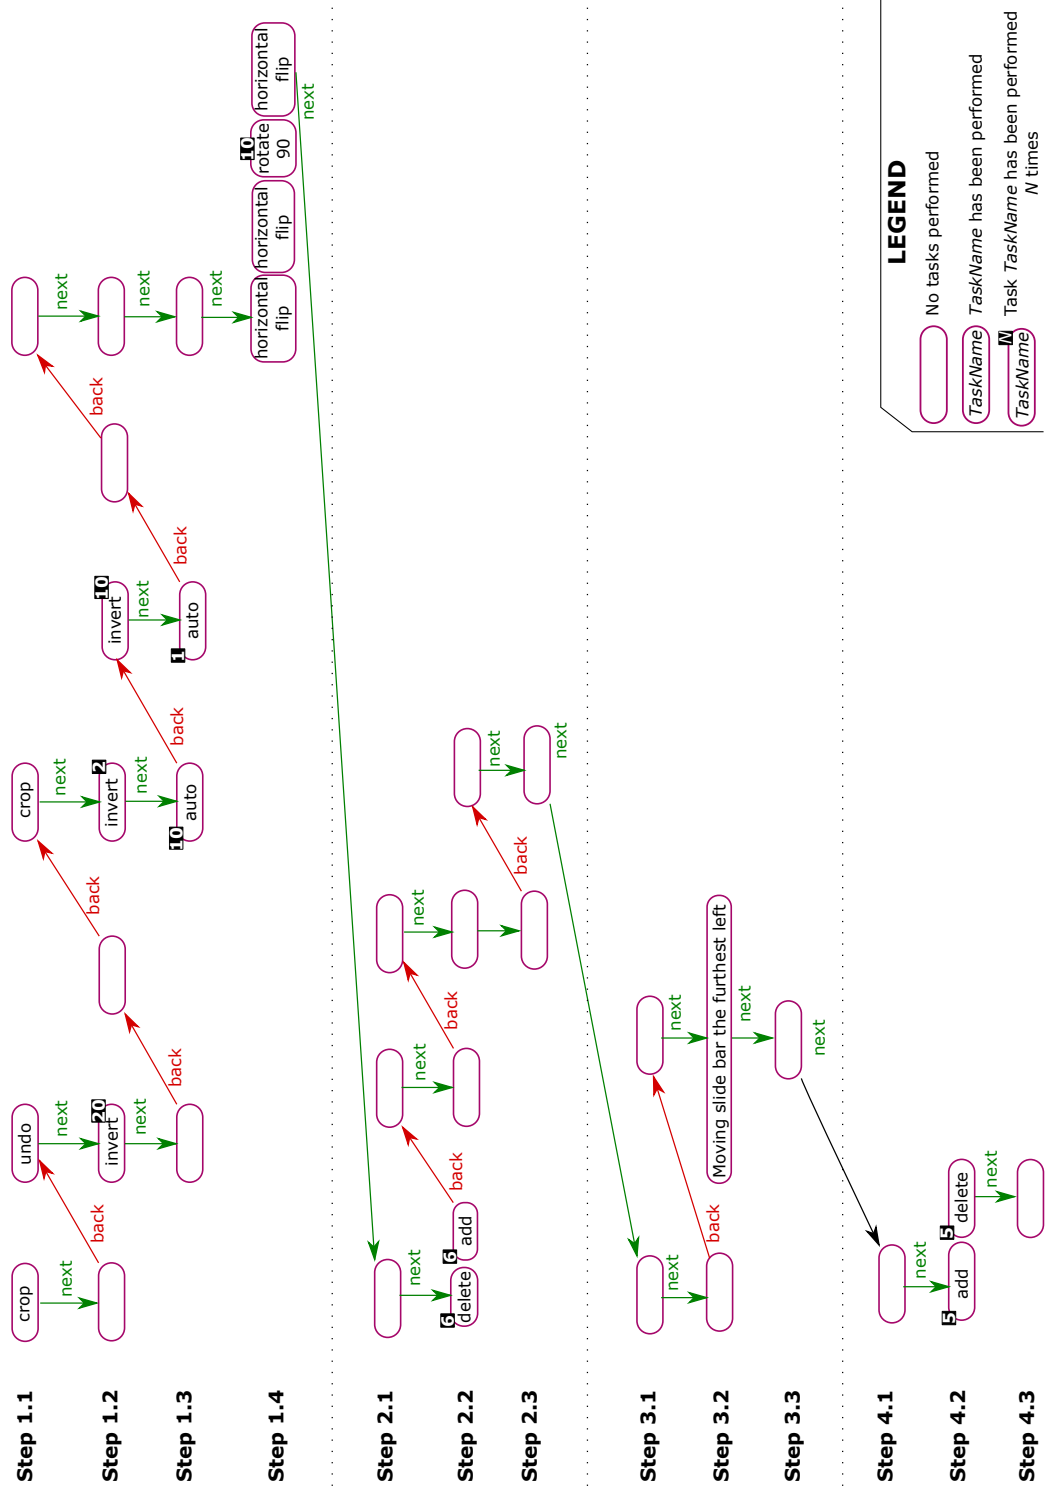 Step 1.1
crop
next
undo
next
crop
next
back
back
back
Step 1.2
20
invert
next
2
invert
next
10
invert
next
next
back
back
back
Step 1.3
10
auto
1
auto
next
Step 1.4
horizontal
flip
horizontal
flip
10
rotate
90
horizontal
flip
next
Step 2.1
next
next
next
back
back
Step 2.2
6
delete
6
add
next
back
Step 2.3
next
Step 3.1
next
next
back
Step 3.2
Moving slide bar the furthest left
next
Step 3.3
next
Step 4.1
next
Step 4.2
5
add
5
delete
next
Step 4.3
LEGEND
No tasks performed
TaskName
TaskName has been performed
N
TaskName
Task TaskName has been performed
N times